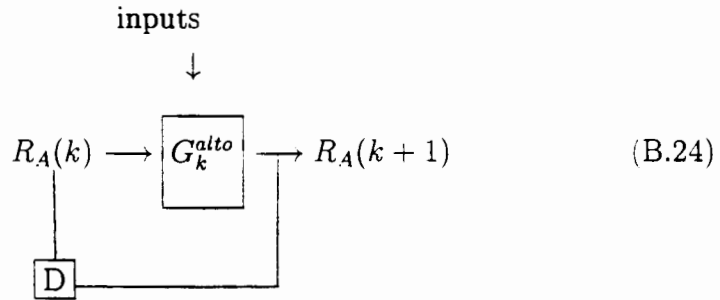 inputs
↓
R_A(k) → G_k^{alto} → R_A(k + 1) (B.24)
D